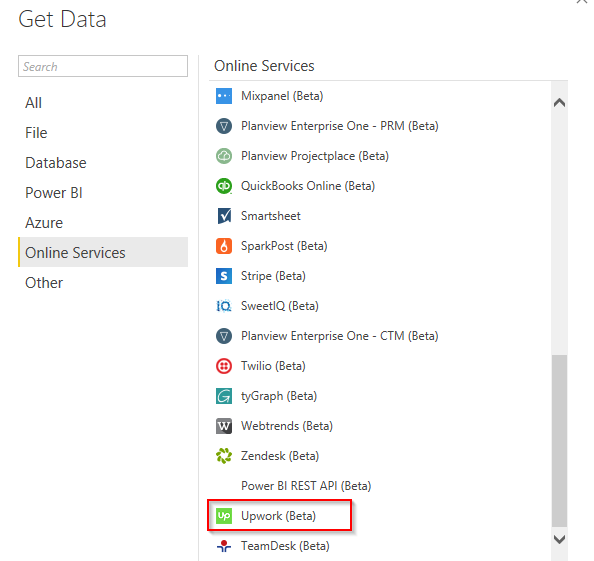 Get Data
Search
All
File
Database
Power BI
Azure
Online Services
Other
Online Services
Mixpanel (Beta)
Planview Enterprise One - PRM (Beta)
Planview Projectplace (Beta)
QuickBooks Online (Beta)
Smartsheet
SparkPost (Beta)
Stripe (Beta)
SweetIQ (Beta)
Planview Enterprise One - CTM (Beta)
Twilio (Beta)
tyGraph (Beta)
Webtrends (Beta)
Zendesk (Beta)
Power BI REST API (Beta)
Upwork (Beta)
TeamDesk (Beta)